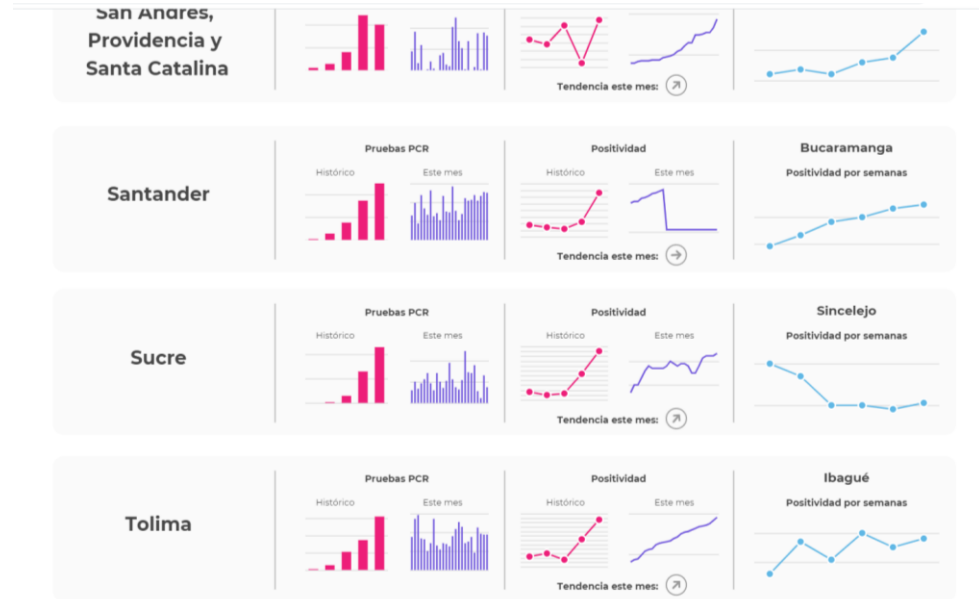 San Andrés,
Providencia y
Santa Catalina
Tendencia este mes:
Santander
Pruebas PCR
Histórico
Este mes
Positividad
Histórico
Este mes
Tendencia este mes:
Bucaramanga
Positividad por semanas
Sucre
Pruebas PCR
Histórico
Este mes
Positividad
Histórico
Este mes
Tendencia este mes:
Sincelejo
Positividad por semanas
Tolima
Pruebas PCR
Histórico
Este mes
Positividad
Histórico
Este mes
Tendencia este mes:
Ibagué
Positividad por semanas